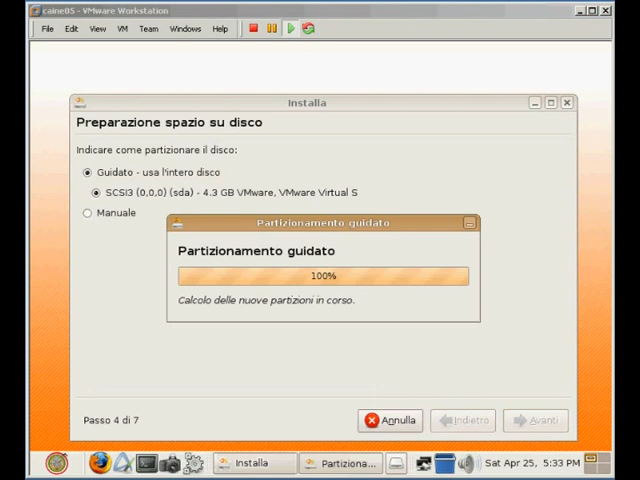 caine05 - VMware Workstation
File Edit View VM Team Windows Help
Installa
Preparazione spazio su disco
Indicare come partizionare il disco:
Guidato - usa l'intero disco
SCSI3 (0,0,0) (sda) - 4.3 GB VMware, VMware Virtual S
Manuale
Partizionamento guidato
Partizionamento guidato
100%
Calcolo delle nuove partizioni in corso.
Passo 4 di 7
Annulla
Indietro
Avanti
Installa
Partiziona...
Sat Apr 25, 5:33 PM